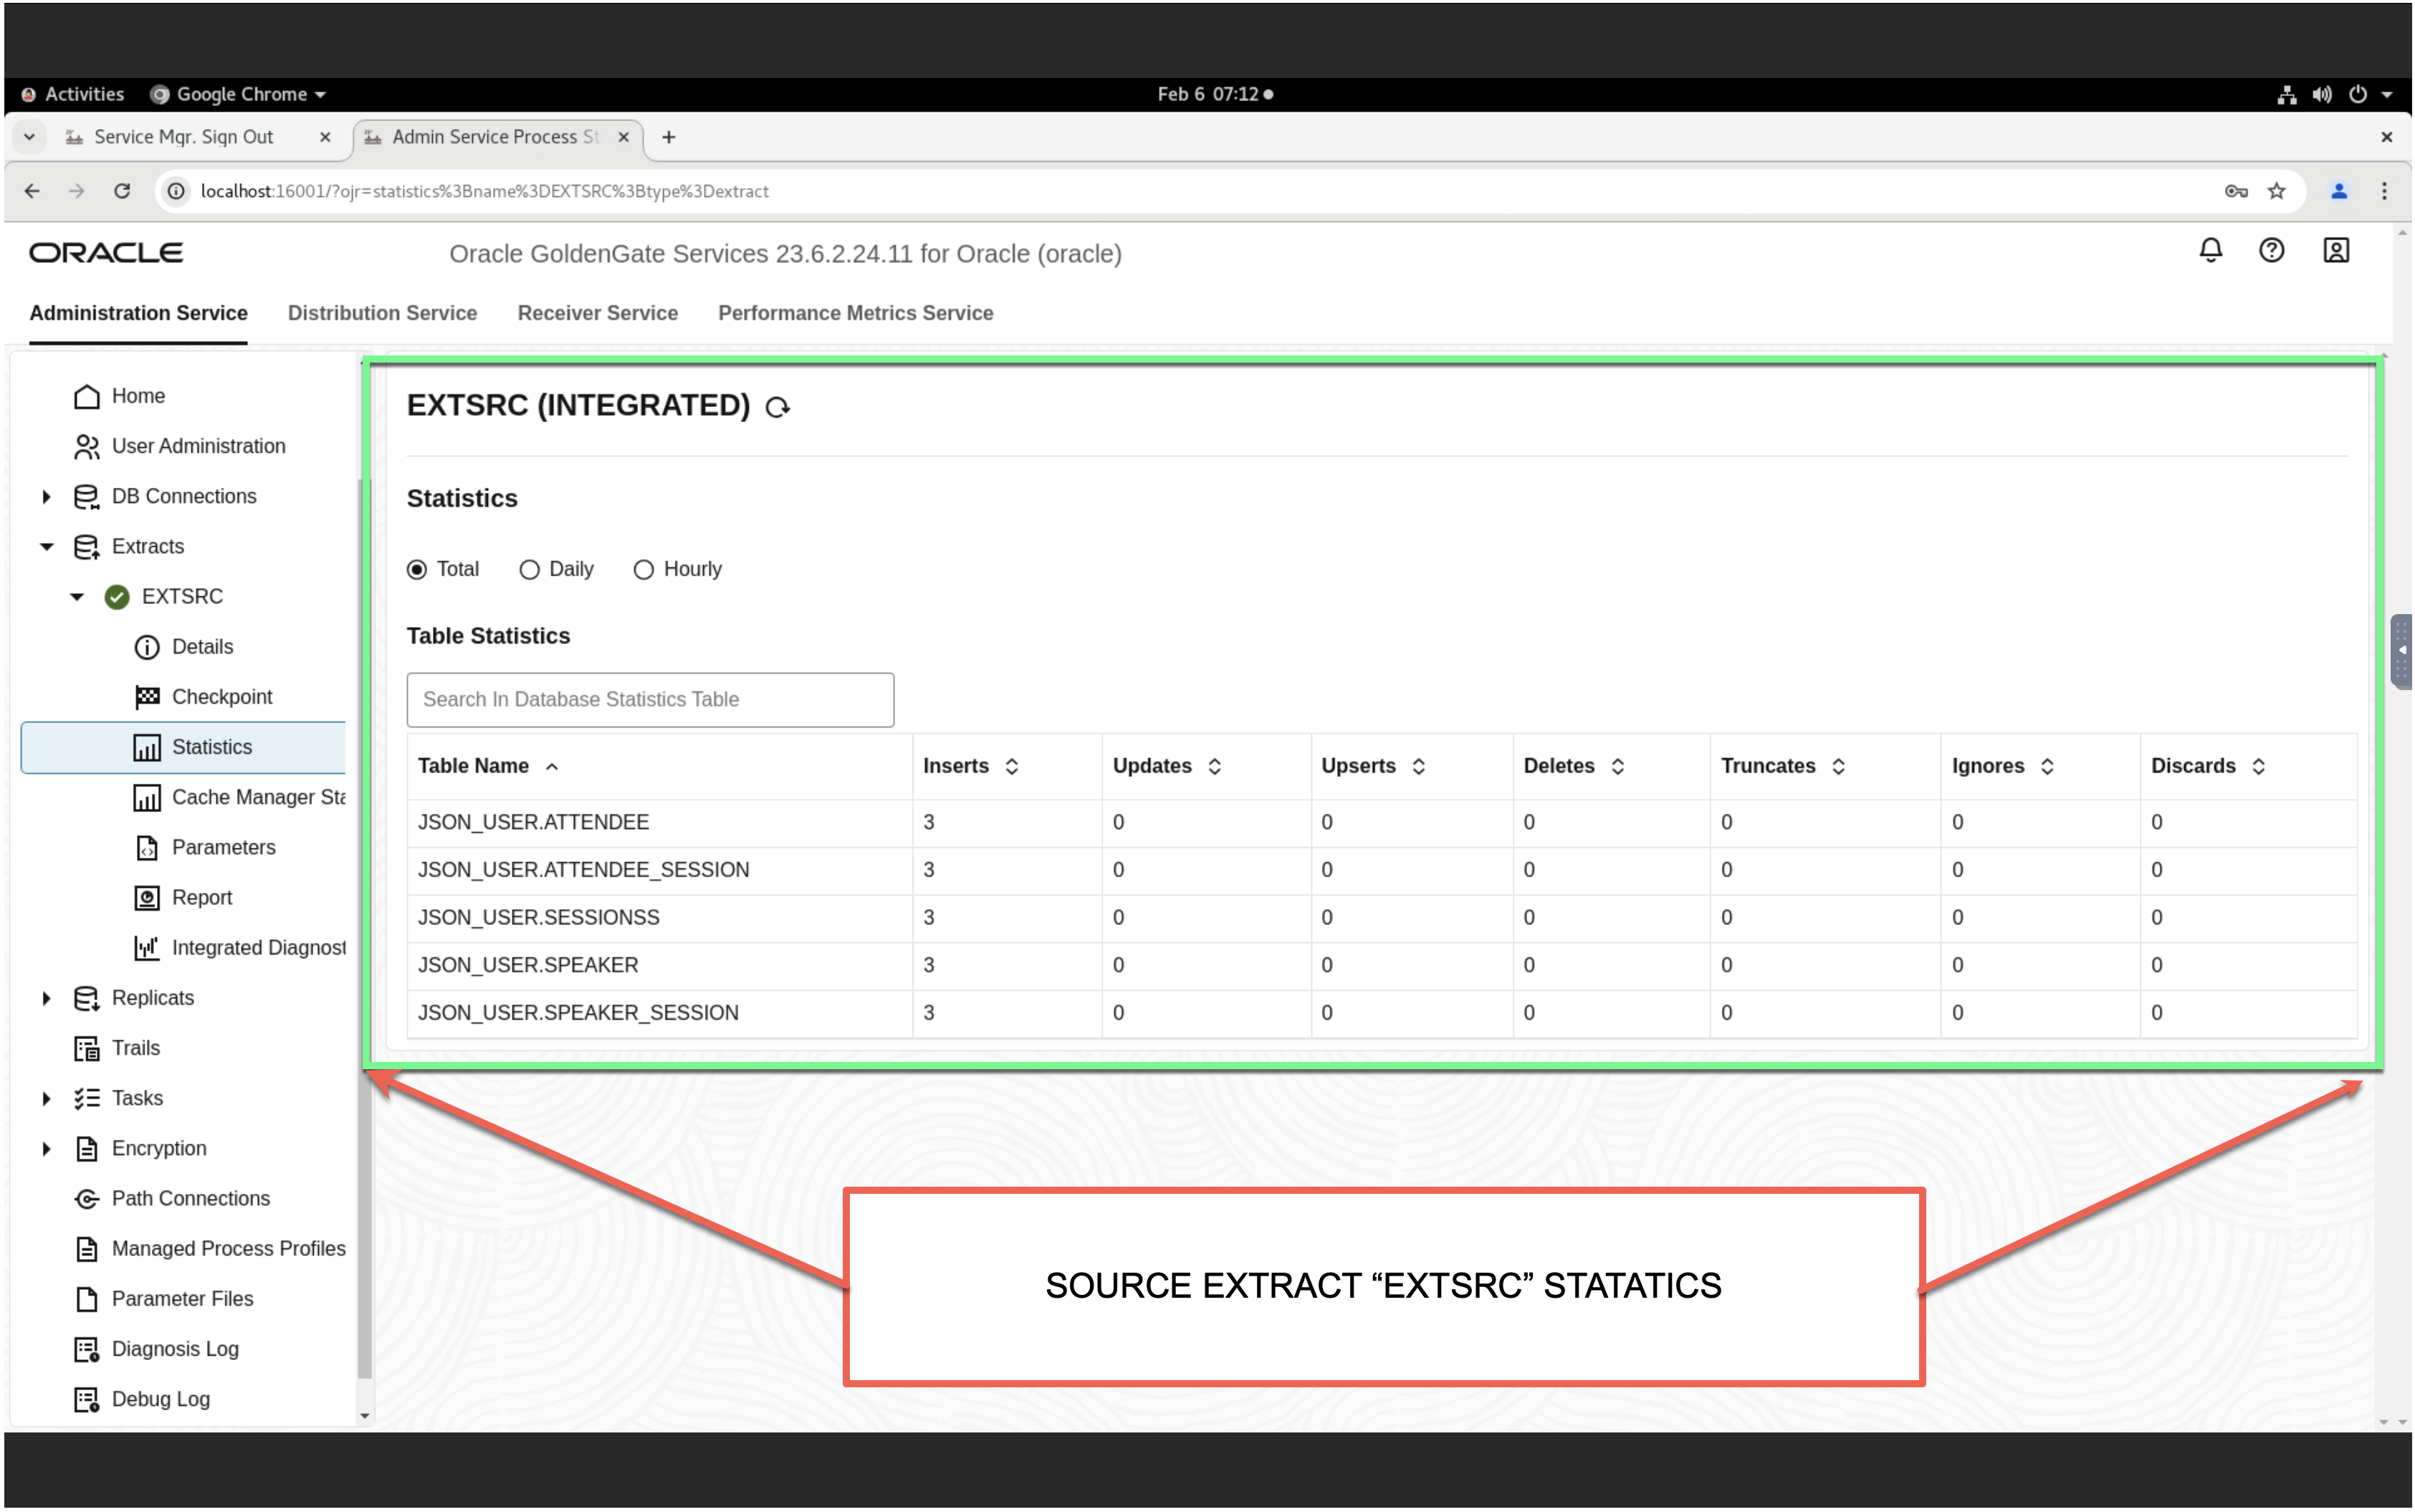 Activities Google Chrome Feb 6 07:12
Service Mgr. Sign Out Admin Service Process St
localhost:16001/?ojr=statistics%3Bname%3DEXTSRC%3Btype%3Dextract
ORACLE Oracle GoldenGate Services 23.6.2.24.11 for Oracle (oracle)
Administration Service Distribution Service Receiver Service Performance Metrics Service
Home
User Administration
DB Connections
Extracts
EXTSRC
Details
Checkpoint
Statistics
Cache Manager Sta
Parameters
Report
Integrated Diagnost
Replicats
Trails
Tasks
Encryption
Path Connections
Managed Process Profiles
Parameter Files
Diagnosis Log
Debug Log
EXTSRC (INTEGRATED)
Statistics
Total Daily Hourly
Table Statistics
Search In Database Statistics Table
Table Name Inserts Updates Upserts Deletes Truncates Ignores Discards
JSON_USER.ATTENDEE 3 0 0 0 0 0 0
JSON_USER.ATTENDEE_SESSION 3 0 0 0 0 0 0
JSON_USER.SESSIONSS 3 0 0 0 0 0 0
JSON_USER.SPEAKER 3 0 0 0 0 0 0
JSON_USER.SPEAKER_SESSION 3 0 0 0 0 0 0
SOURCE EXTRACT “EXTSRC” STATATICS